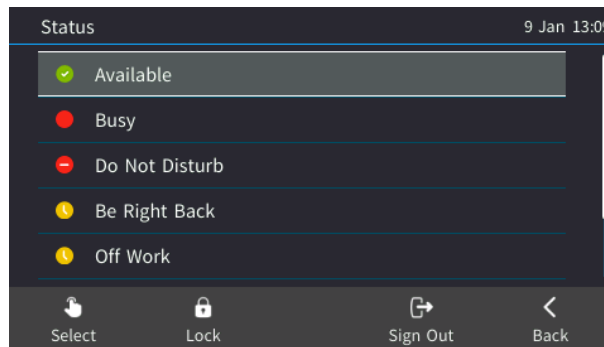 Status 9 Jan 13:09
Available
Busy
Do Not Disturb
Be Right Back
Off Work
Select Lock Sign Out Back